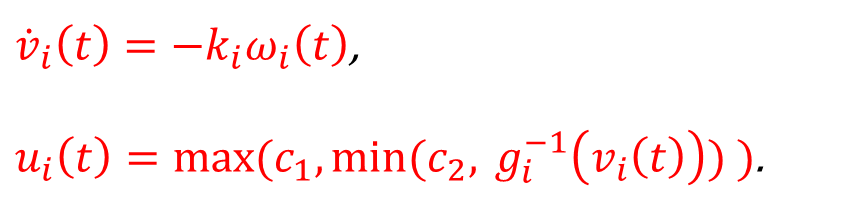 v̇ᵢ(t) = −kᵢωᵢ(t),
uᵢ(t) = max(c₁, min(c₂, gᵢ⁻¹(vᵢ(t))) ).